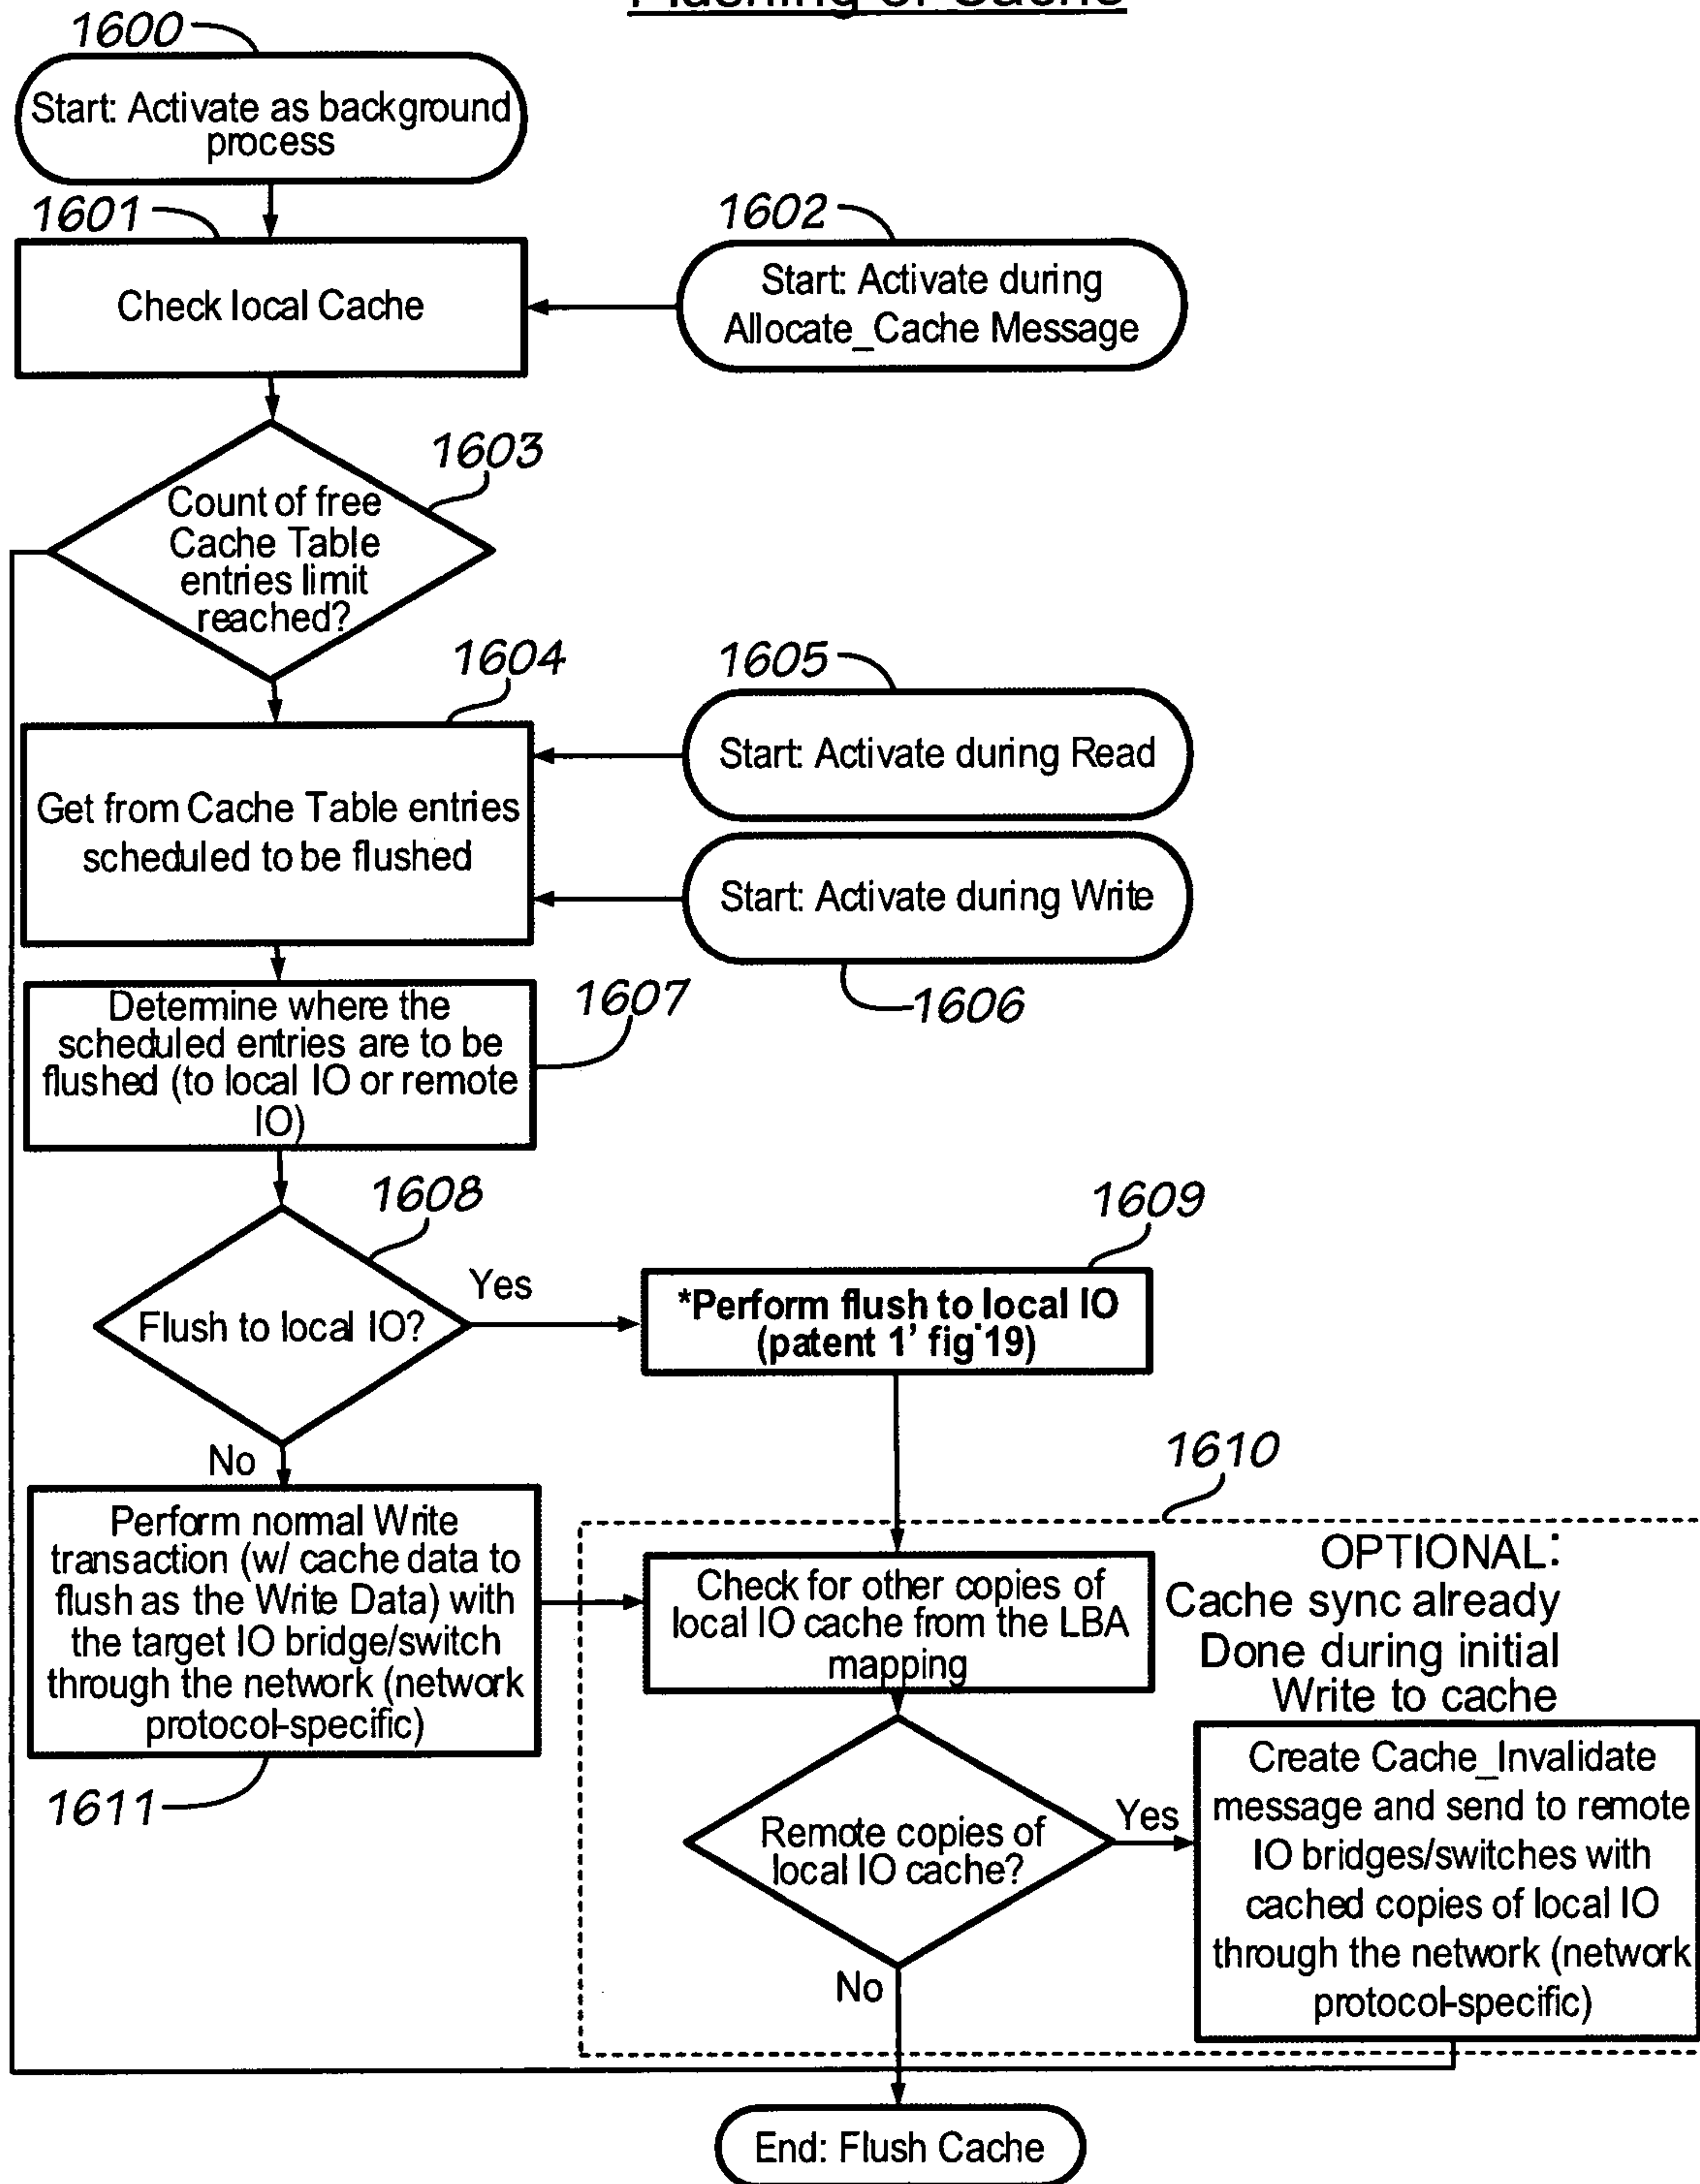 Flushing of Cache
1600
Start: Activate as background
process
1601
1602
Check local Cache
Start: Activate during
Allocate_Cache Message
1603
Count of free
Cache Table
entries limit
reached?
1604
1605
Start: Activate during Read
Get from Cache Table entries
scheduled to be flushed
Start: Activate during Write
1606
Determine where the
scheduled entries are to be
flushed (to local IO or remote
IO)
1607
1608
1609
Flush to local IO?
Yes
*Perform flush to local IO
(patent 1' fig 19)
No
1610
Perform normal Write
transaction (w/ cache data to
flush as the Write Data) with
the target IO bridge/switch
through the network (network
protocol-specific)
1611
OPTIONAL:
Cache sync already
Done during initial
Write to cache
Check for other copies of
local IO cache from the LBA
mapping
Remote copies of
local IO cache?
Yes
Create Cache_Invalidate
message and send to remote
IO bridges/switches with
cached copies of local IO
through the network (network
protocol-specific)
No
End: Flush Cache